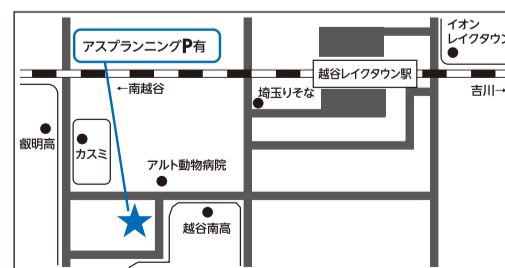 イオン
レイクタウン
アスプランニングP有
越谷レイクタウン駅
←南越谷
埼玉りそな
吉川→
叡明高
カスミ
アルト動物病院
越谷南高